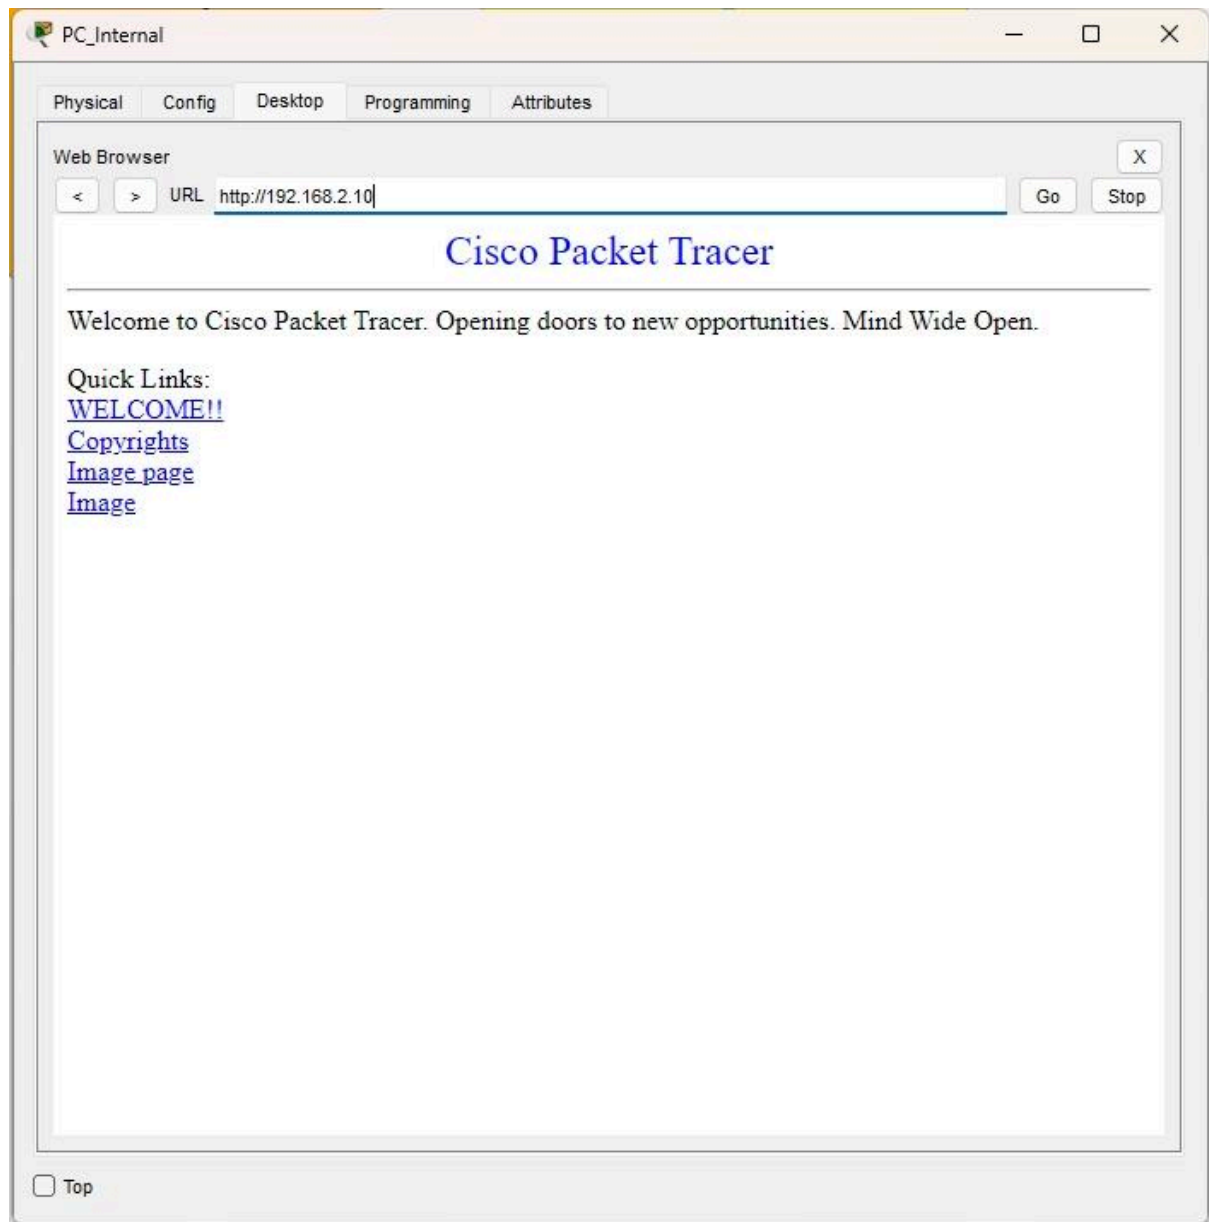 PC_Internal
Physical Config Desktop Programming Attributes
Web Browser X
< > URL http://192.168.2.10 Go Stop
Cisco Packet Tracer
Welcome to Cisco Packet Tracer. Opening doors to new opportunities. Mind Wide Open.
Quick Links:
WELCOME!!
Copyrights
Image page
Image
Top